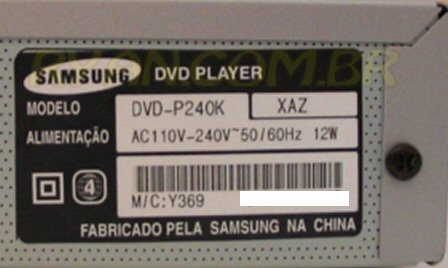 SAMSUNG DVD PLAYER
MODELO DVD-P240K XAZ
ALIMENTAÇÃO AC110V-240V~50/60Hz 12W
4
M/C:Y369
FABRICADO PELA SAMSUNG NA CHINA